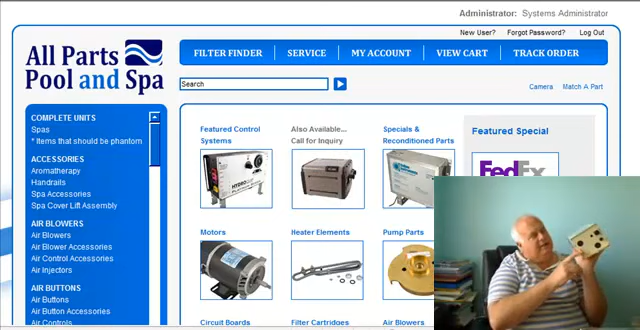 Administrator: Systems Administrator
New User? Forgot Password? Log Out
All Parts
Pool and Spa
FILTER FINDER SERVICE MY ACCOUNT VIEW CART TRACK ORDER
Search
Camera Match A Part
COMPLETE UNITS
Spas
* Items that should be phantom
ACCESSORIES
Aromatherapy
Handrails
Spa Accessories
Spa Cover Lift Assembly
AIR BLOWERS
Air Blowers
Air Blower Accessories
Air Control Accessories
Air Injectors
AIR BUTTONS
Air Buttons
Air Button Accessories
Air Controls
Featured Control
Systems
Also Available...
Call for Inquiry
Specials &
Reconditioned Parts
Featured Special
FedEx
Motors
Heater Elements
Pump Parts
Circuit Boards
Filter Cartridges
Air Blowers